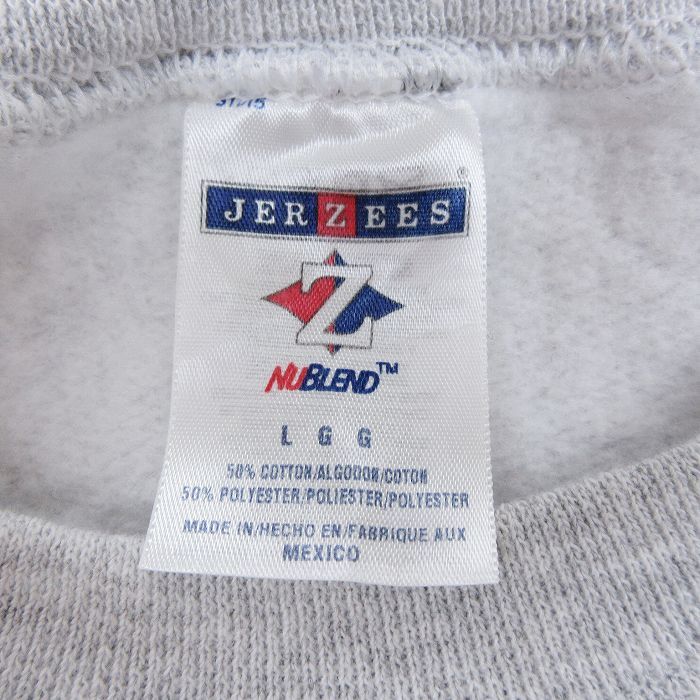 JERZEES®
Z
NUBLEND™
L G G
50% COTTON/ALGODON/COTON
50% POLYESTER/POLIESTER/POLYESTER
MADE IN/HECHO EN/FABRIQUE AUX
MEXICO